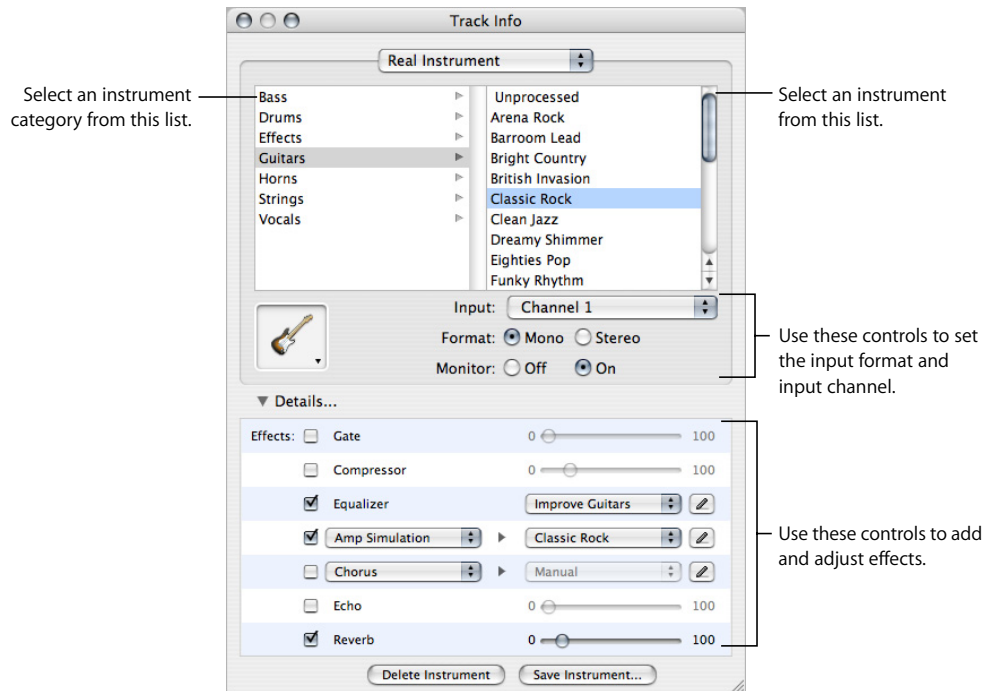 Track Info
Real Instrument
Select an instrument
category from this list.
Bass
Drums
Effects
Guitars
Horns
Strings
Vocals
Unprocessed
Arena Rock
Barroom Lead
Bright Country
British Invasion
Classic Rock
Clean Jazz
Dreamy Shimmer
Eighties Pop
Funky Rhythm
Select an instrument
from this list.
Input: Channel 1
Format: Mono Stereo
Monitor: Off On
Use these controls to set
the input format and
input channel.
Details...
Effects: Gate 0 100
Compressor 0 100
Equalizer Improve Guitars
Amp Simulation Classic Rock
Chorus Manual
Echo 0 100
Reverb 0 100
Use these controls to add
and adjust effects.
Delete Instrument Save Instrument...